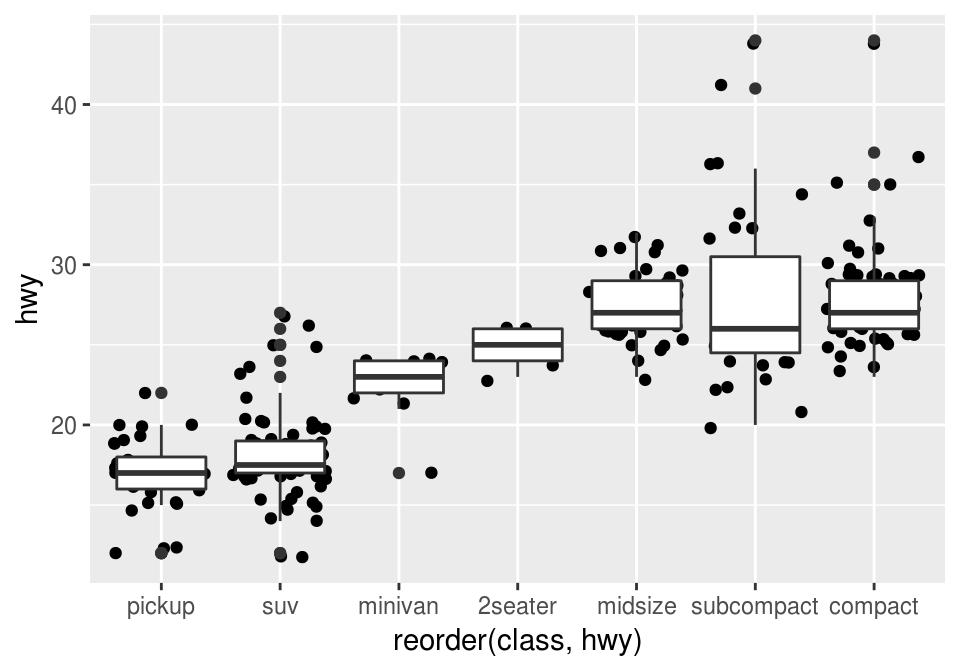 40
30
20
hwy
pickup suv minivan 2seater midsize subcompact compact
reorder(class, hwy)